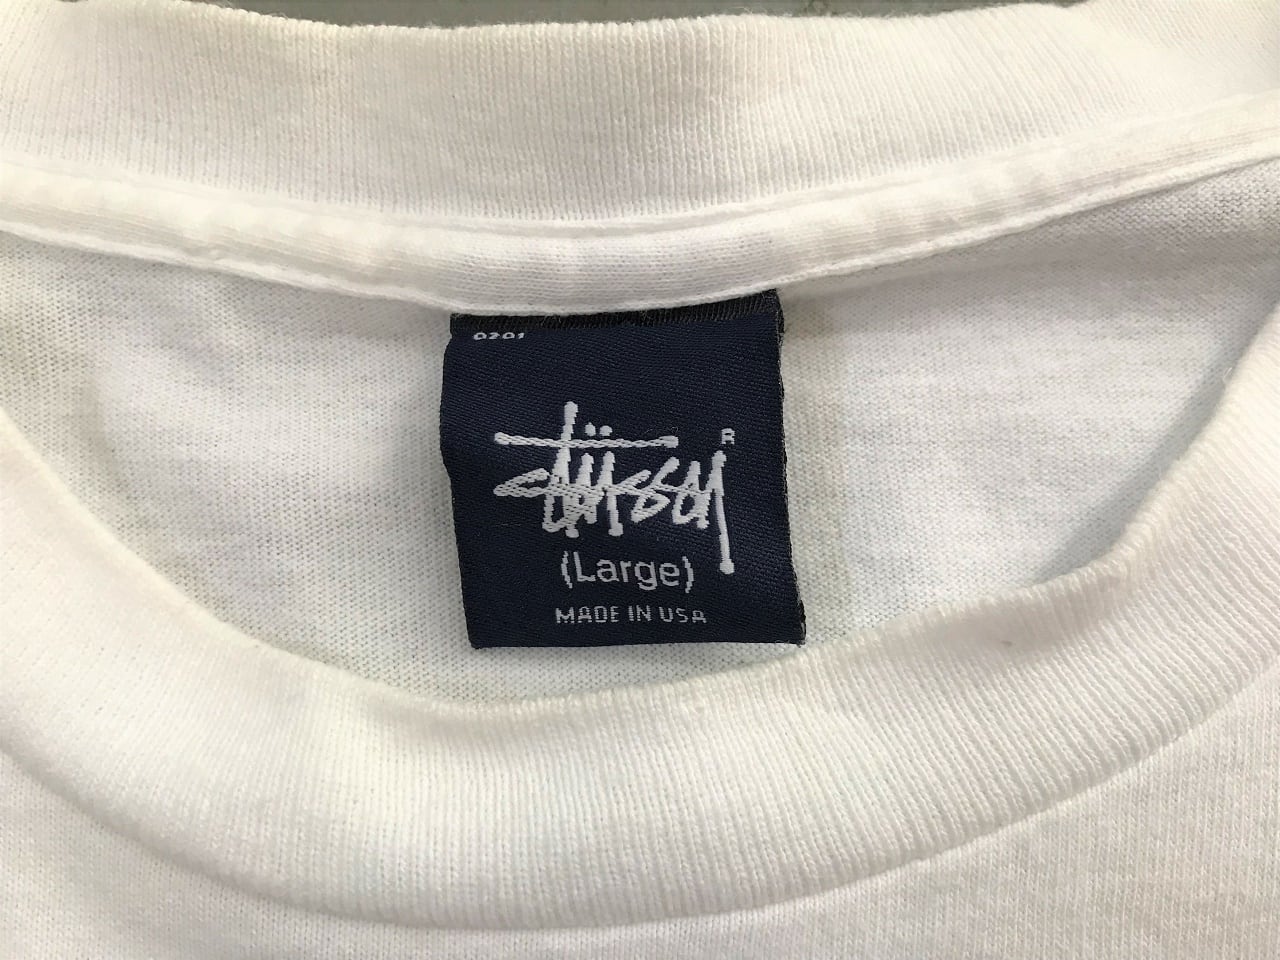 0201
Stüssy
R
(Large)
MADE IN USA